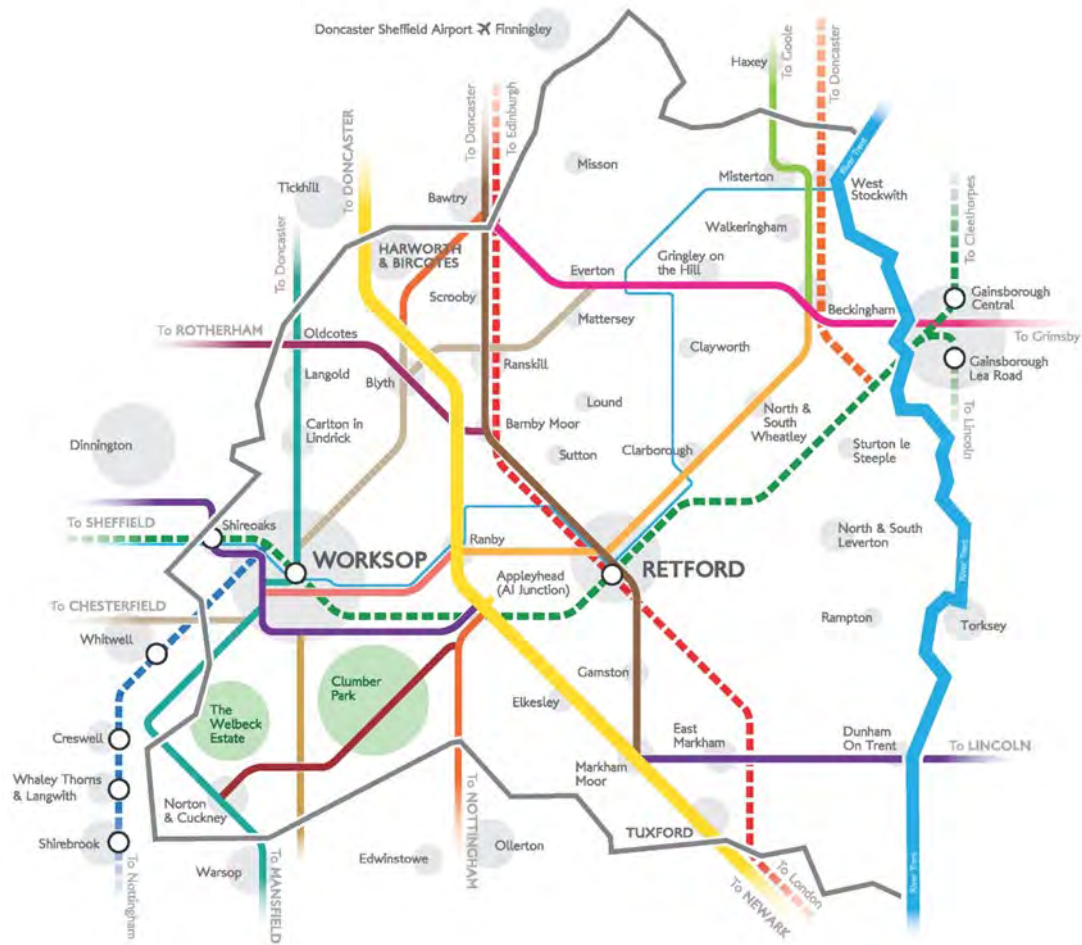 Doncaster Sheffield Airport ✈ Finningley
Haxey
To Goole
To Doncaster
To DONCASTER
To Doncaster
To Edinburgh
River Trent
Misson
Misterton
West
Stockwith
Tickhill
Bawtry
To Cleethorpes
Walkeringham
To Doncaster
HARWORTH
& BIRCOTES
Gringley on
the Hill
Everton
Scrooby
Gainsborough
Central
Beckingham
Mattersey
To ROTHERHAM
Oldcotes
To Grimsby
Clayworth
Ranskill
Gainsborough
Lea Road
Langold
Blyth
Lound
North &
South
Wheatley
To Lincoln
Carlton in
Lindrick
Barnby Moor
Dinnington
Sutton
Clarborough
Sturton le
Steeple
To SHEFFIELD
Shireoaks
Ranby
North & South
Leverton
River Trent
WORKSOP
RETFORD
Appleyhead
(A1 Junction)
To CHESTERFIELD
Whitwell
Rampton
Torksey
Clumber
Park
Gamston
The
Welbeck
Estate
Elkesley
Creswell
East
Markham
Dunham
On Trent
To LINCOLN
Whaley Thorns
& Langwith
Markham
Moor
Norton
& Cuckney
To NOTTINGHAM
Shirebrook
TUXFORD
Edwinstowe
Ollerton
Warsop
To Nottingham
To MANSFIELD
To London
To NEWARK
River Trent